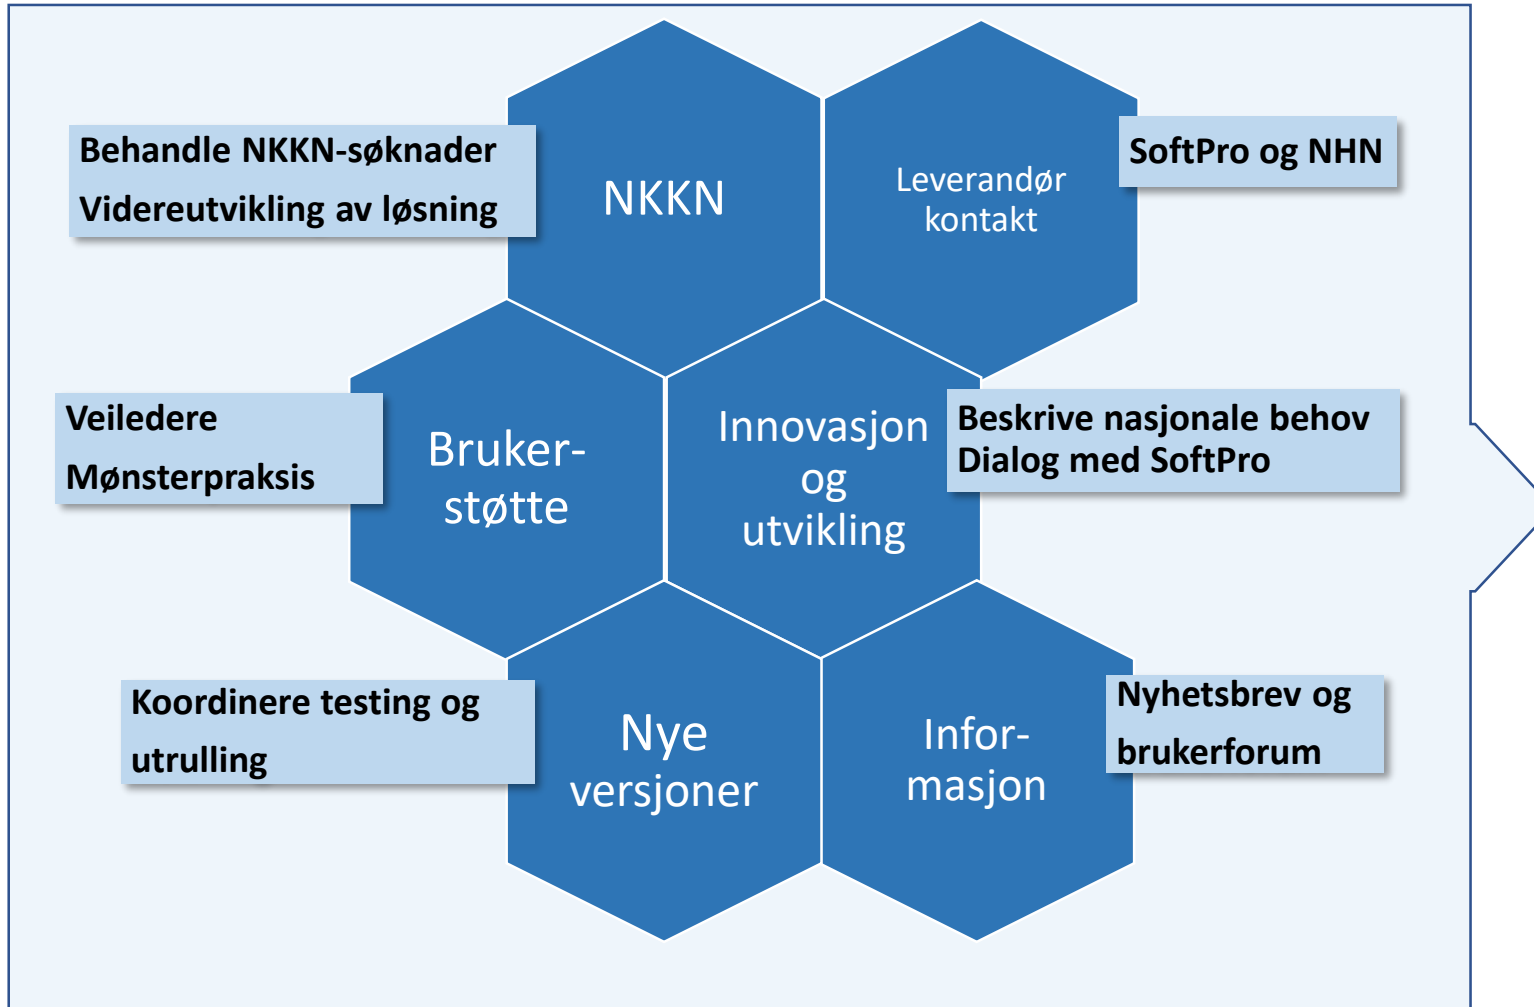 Behandle NKKN-søknader
Videreutvikling av løsning
NKKN
Leverandør
kontakt
SoftPro og NHN
Veiledere
Mønsterpraksis
Bruker-
støtte
Innovasjon
og
utvikling
Beskrive nasjonale behov
Dialog med SoftPro
Koordinere testing og
utrulling
Nye
versjoner
Infor-
masjon
Nyhetsbrev og
brukerforum